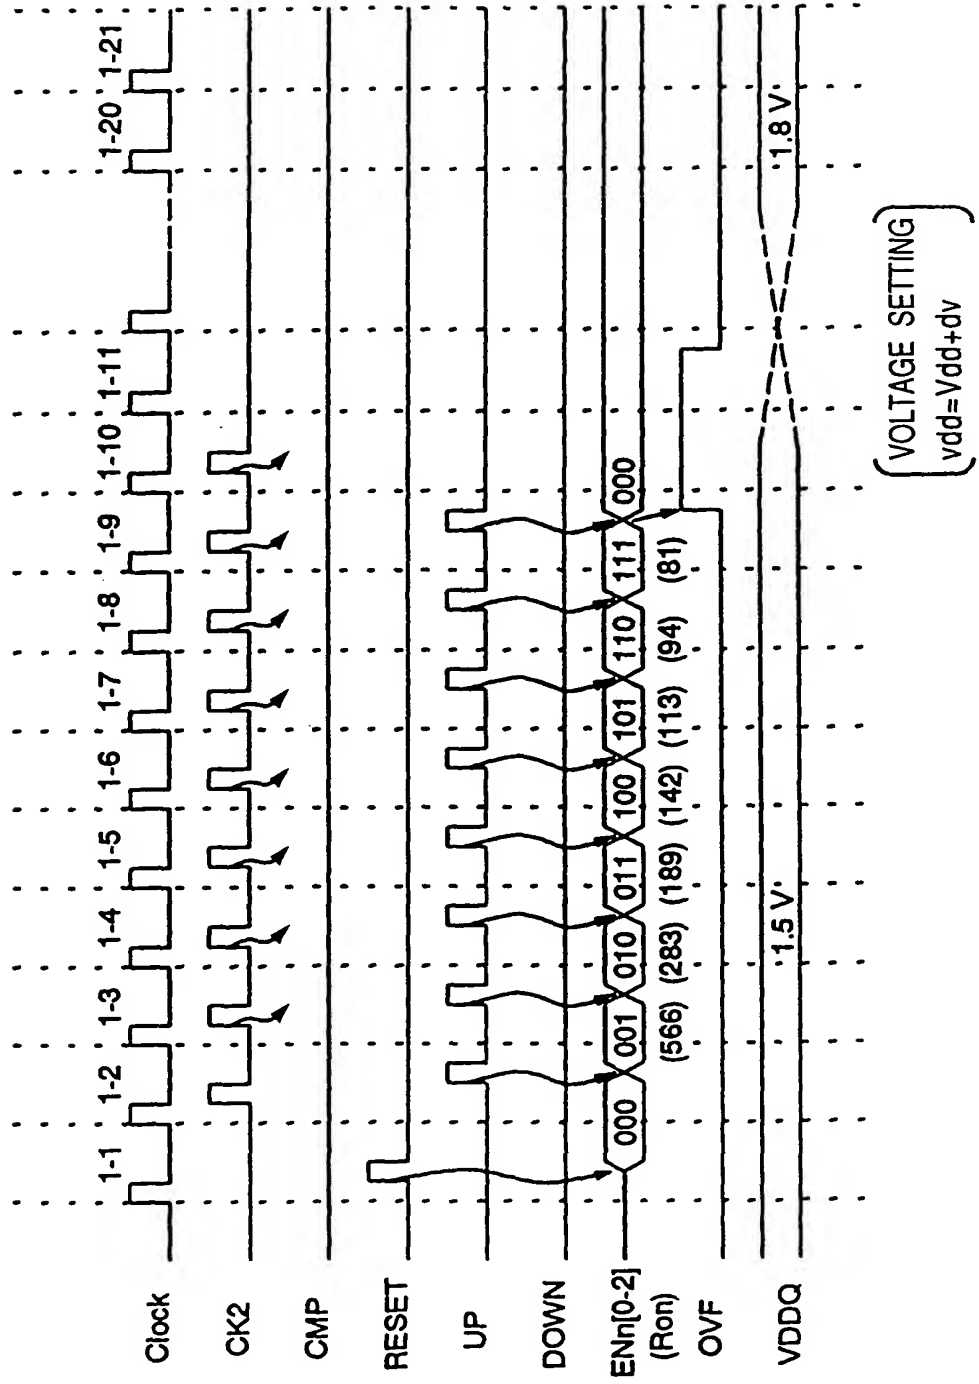 1-1 1-2 1-3 1-4 1-5 1-6 1-7 1-8 1-9 1-10 1-11 1-20 1-21
Clock
CK2
CMP
RESET
UP
DOWN
ENn[0-2] 000 001 010 011 100 101 110 111 000
(Ron) (566) (283) (189) (142) (113) (94) (81)
OVF
VDDQ 1.5 V 1.8 V
VOLTAGE SETTING
vdd=Vdd+dv